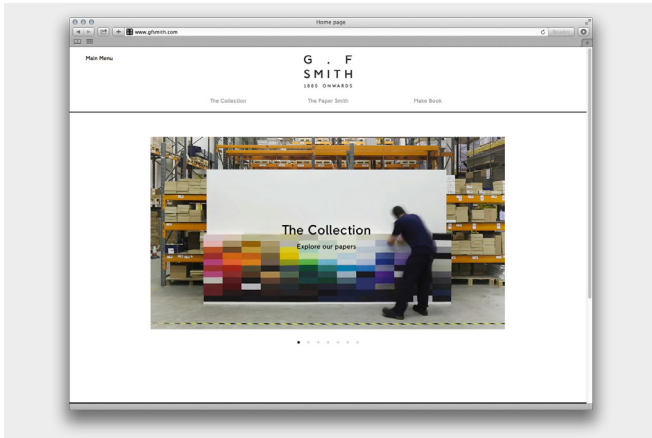 Home page
www.gfsmith.com
Reader
Main Menu
G . F
SMITH
1885 ONWARDS
The Collection
The Paper Smith
Make Book
The Collection
Explore our papers